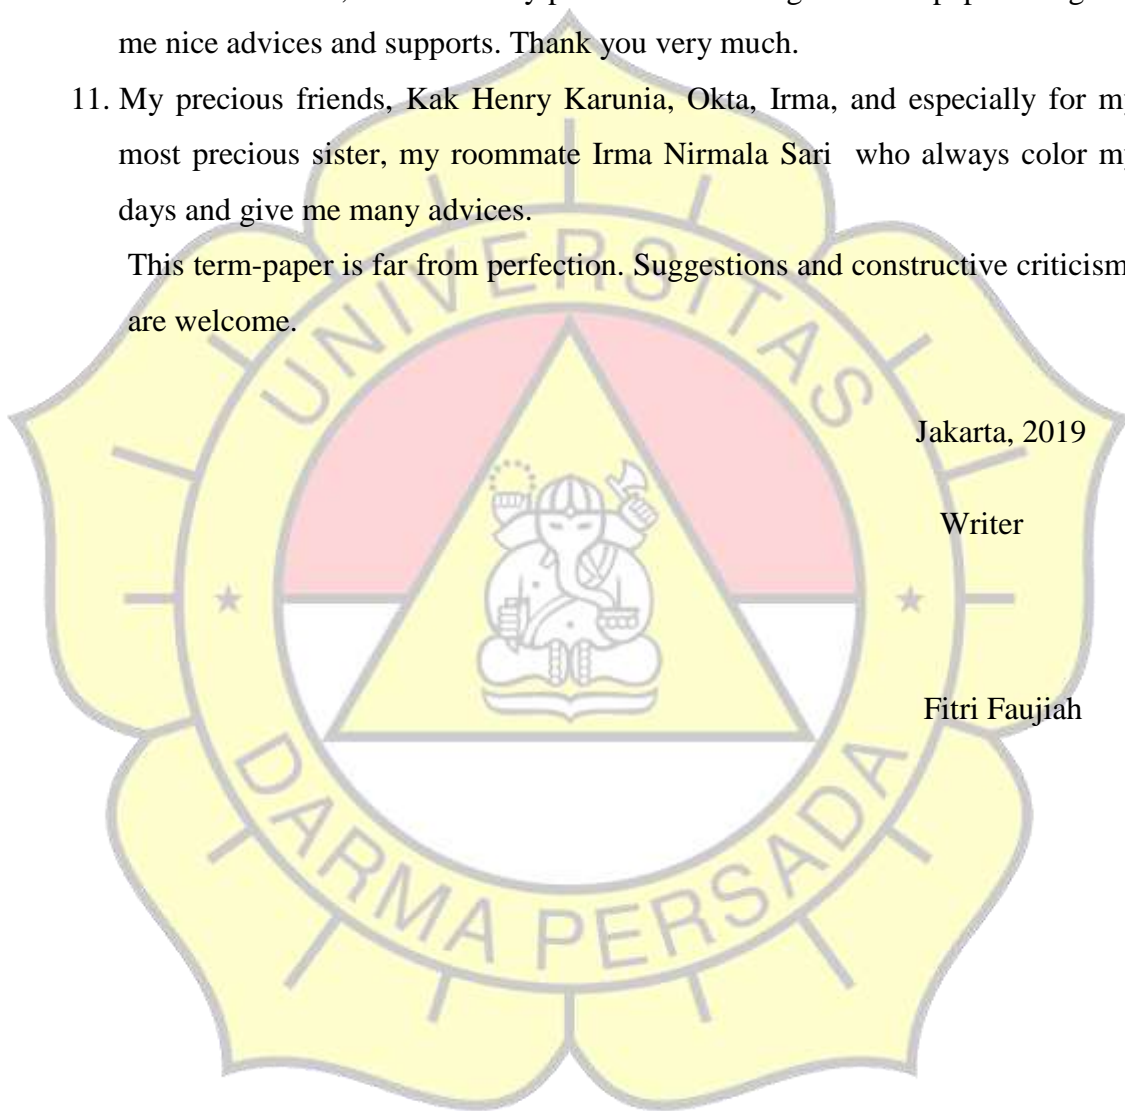 me nice advices and supports. Thank you very much.
11. My precious friends, Kak Henry Karunia, Okta, Irma, and especially for
most precious sister, my roommate Irma Nirmala Sari who always color
days and give me many advices.
This term-paper is far from perfection. Suggestions and constructive criticism
are welcome.
UNIVERSITAS
Jakarta, 2019
Writer
Fitri Faujiah
DARMA PERSADA